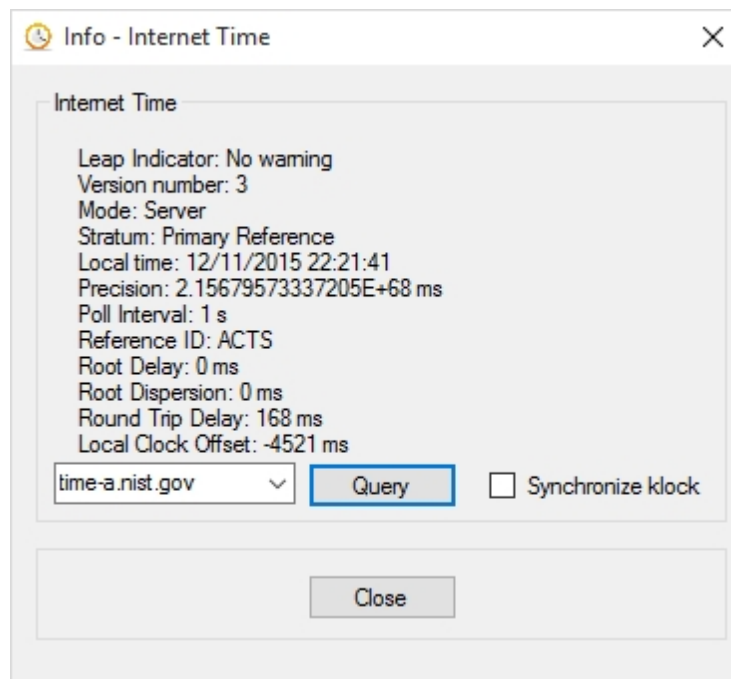 Info - Internet Time
Internet Time
Leap Indicator: No warning
Version number: 3
Mode: Server
Stratum: Primary Reference
Local time: 12/11/2015 22:21:41
Precision: 2.15679573337205E+68 ms
Poll Interval: 1 s
Reference ID: ACTS
Root Delay: 0 ms
Root Dispersion: 0 ms
Round Trip Delay: 168 ms
Local Clock Offset: -4521 ms
time-a.nist.gov Query Synchronize klock
Close